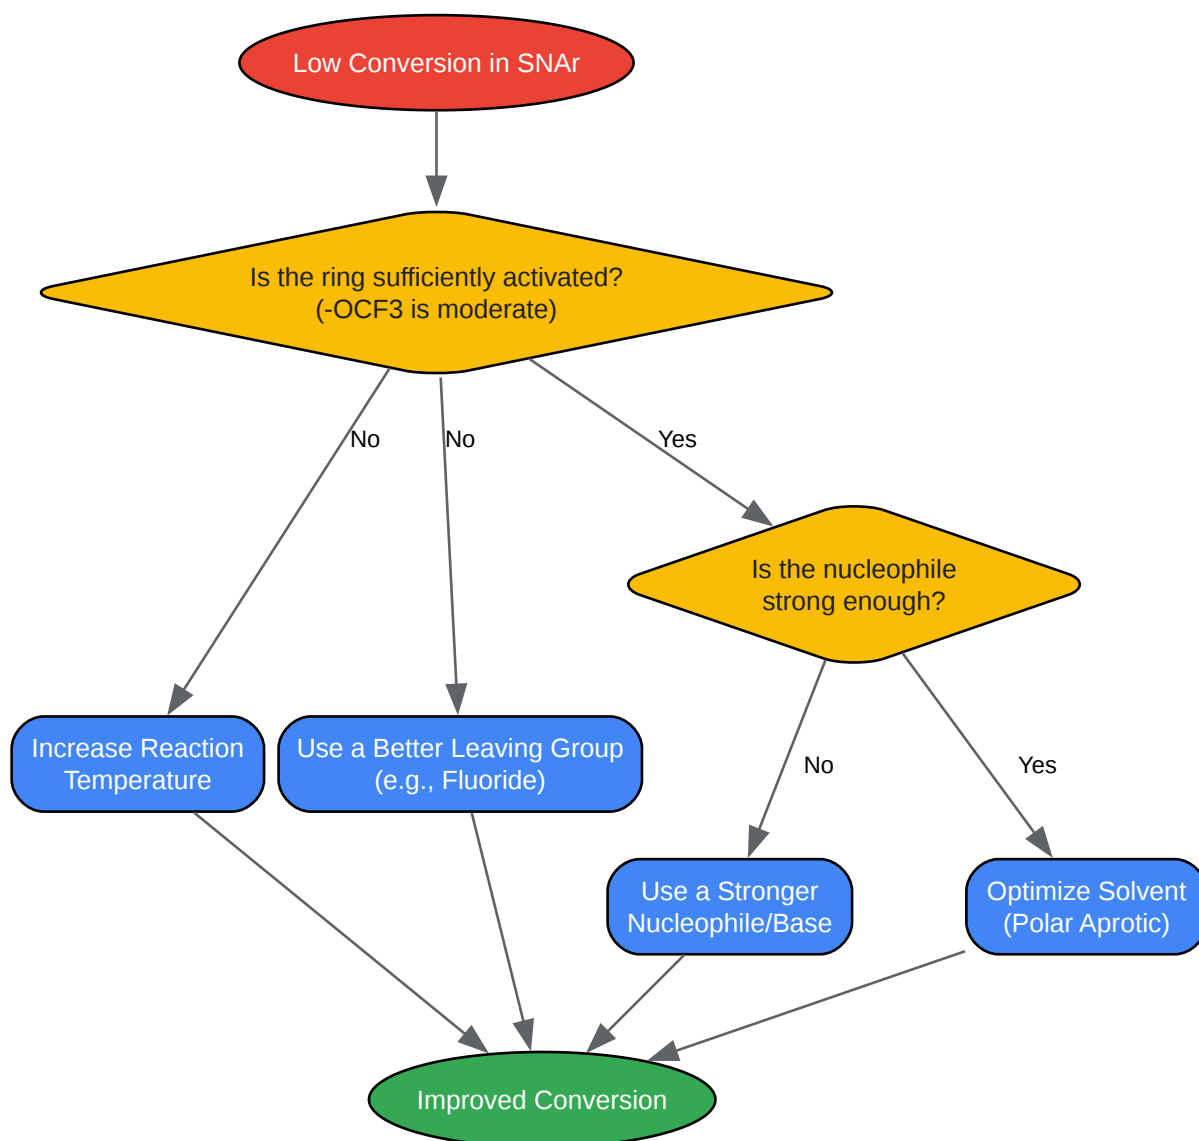 Low Conversion in SNAr
Is the ring sufficiently activated?
(-OCF3 is moderate)
No
No
Yes
Is the nucleophile
strong enough?
Increase Reaction
Temperature
Use a Better Leaving Group
(e.g., Fluoride)
No
Yes
Use a Stronger
Nucleophile/Base
Optimize Solvent
(Polar Aprotic)
Improved Conversion